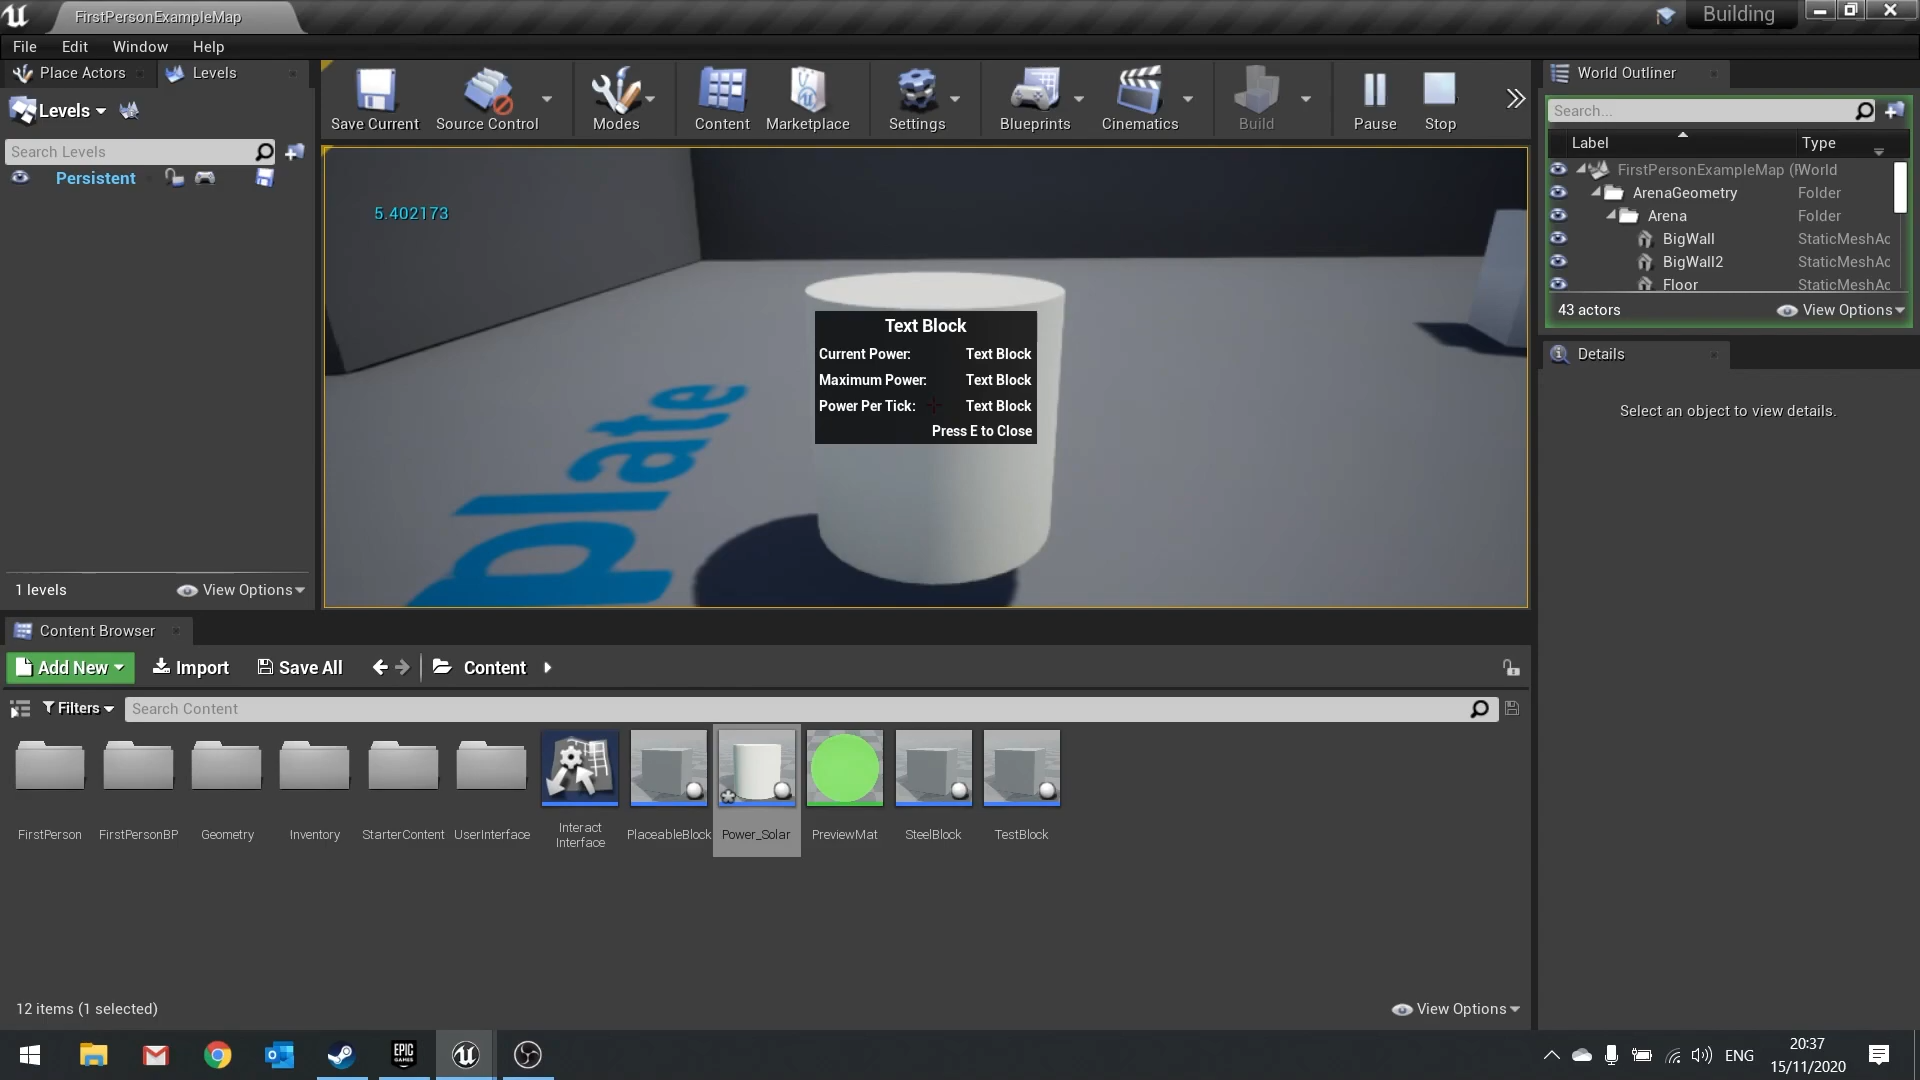 FirstPersonExampleMap
Building
File Edit Window Help
Place Actors
Levels
Levels
Search Levels
Persistent
1 levels
View Options
Save Current
Source Control
Modes
Content
Marketplace
Settings
Blueprints
Cinematics
Build
Pause
Stop
5.402173
plate
Text Block
Current Power: Text Block
Maximum Power: Text Block
Power Per Tick: Text Block
Press E to Close
World Outliner
Search...
Label Type
FirstPersonExampleMap ( World
ArenaGeometry Folder
Arena Folder
BigWall StaticMeshAc
BigWall2 StaticMeshAc
Floor StaticMeshAc
43 actors
View Options
Details
Select an object to view details.
Content Browser
Add New
Import
Save All
Content
Filters
Search Content
FirstPerson
FirstPersonBP
Geometry
Inventory
StarterContent
UserInterface
Interact
Interface
PlaceableBlock
Power_Solar
PreviewMat
SteelBlock
TestBlock
12 items (1 selected)
View Options
EPIC
GAMES
ENG
20:37
15/11/2020